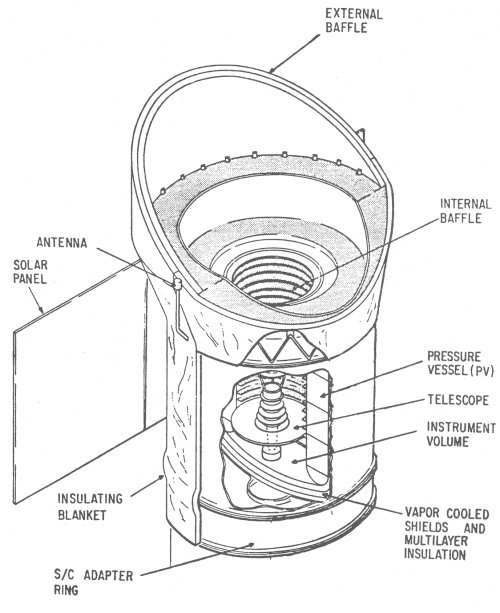 EXTERNAL
BAFFLE
INTERNAL
BAFFLE
ANTENNA
SOLAR
PANEL
PRESSURE
VESSEL (PV)
TELESCOPE
INSTRUMENT
VOLUME
INSULATING
BLANKET
VAPOR COOLED
SHIELDS AND
MULTILAYER
INSULATION
S/C ADAPTER
RING